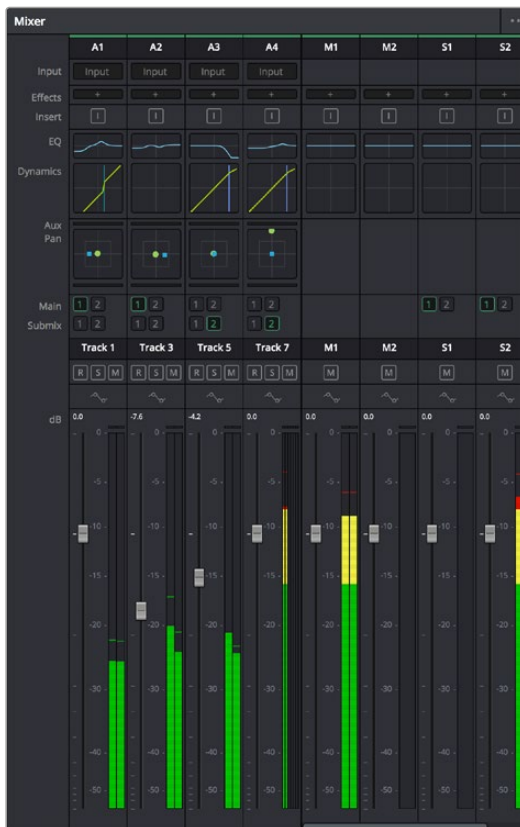 Mixer
A1 A2 A3 A4 M1 M2 S1 S2
Input Input Input Input Input
Effects + + + + + + + +
Insert I I I I I I I I
EQ
Dynamics
Aux
Pan
Main 1 2 1 2 1 2 1 2 1 2 1 2
Submix 1 2 1 2 1 2 1 2
Track 1 Track 3 Track 5 Track 7 M1 M2 S1 S2
R S M R S M R S M R S M M M M M
dB 0.0 -7.6 -4.2 0.0 0.0 0.0 0.0 0.0
0 0 0 0 0 0 0 0
-5 -5 -5 -5 -5 -5 -5 -5
-10 -10 -10 -10 -10 -10 -10 -10
-15 -15 -15 -15 -15 -15 -15 -15
-20 -20 -20 -20 -20 -20 -20 -20
-30 -30 -30 -30 -30 -30 -30 -30
-40 -40 -40 -40 -40 -40 -40 -40
-50 -50 -50 -50 -50 -50 -50 -50